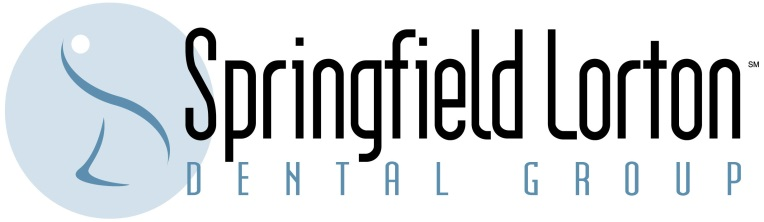 Springfield Lorton℠
DENTAL GROUP